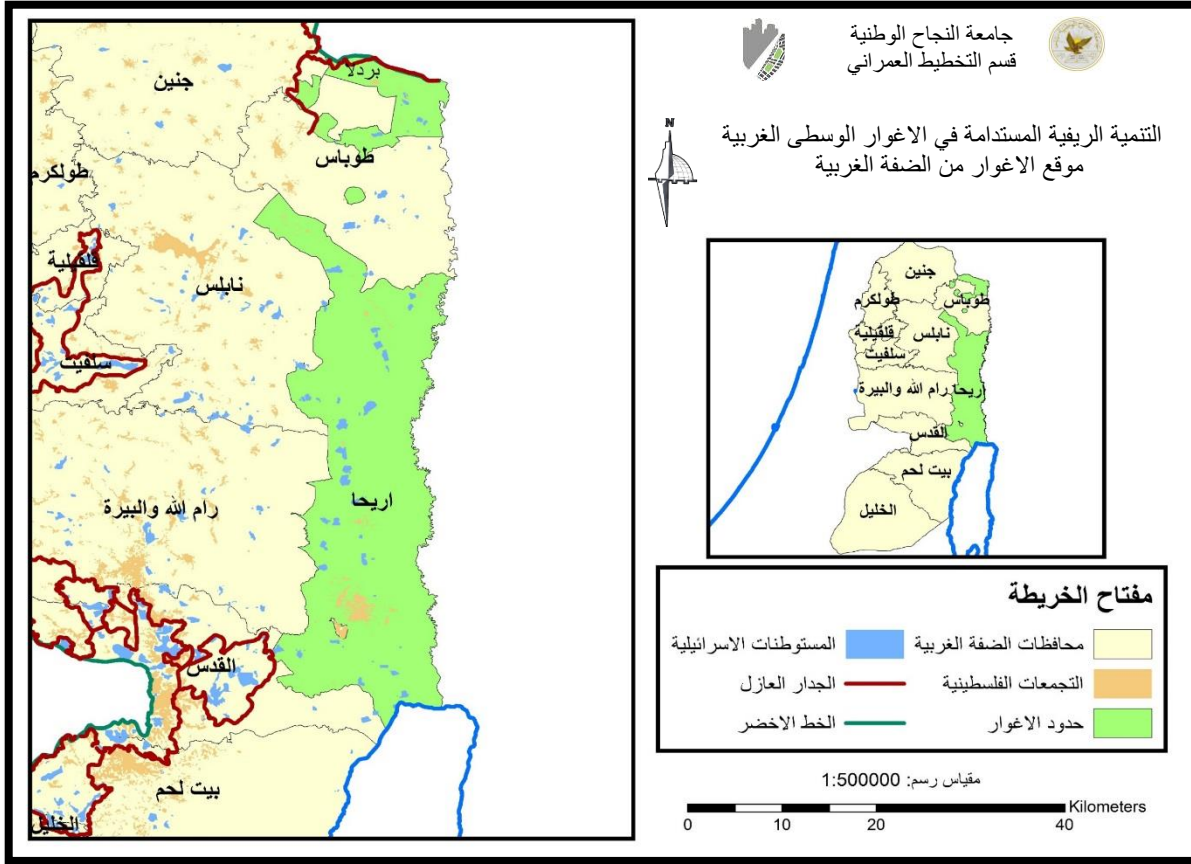 جامعة النجاح الوطنية
قسم التخطيط العمراني
N
التنمية الريفية المستدامة في الاغوار الوسطى الغربية
موقع الاغوار من الضفة الغربية
بردلا
جنين
طوباس
طولكرم
قلقيلية
نابلس
سلفيت
اريحا
رام الله والبيرة
القدس
بيت لحم
الخليل
جنين
طولكرم
طوباس
قلقيلية
نابلس
سلفيت
رام الله والبيرة
اريحا
القدس
بيت لحم
الخليل
مفتاح الخريطة
محافظات الضفة الغربية
المستوطنات الاسرائيلية
التجمعات الفلسطينية
الجدار العازل
حدود الاغوار
الخط الاخضر
مقياس رسم: 1:500000
Kilometers
0 10 20 40